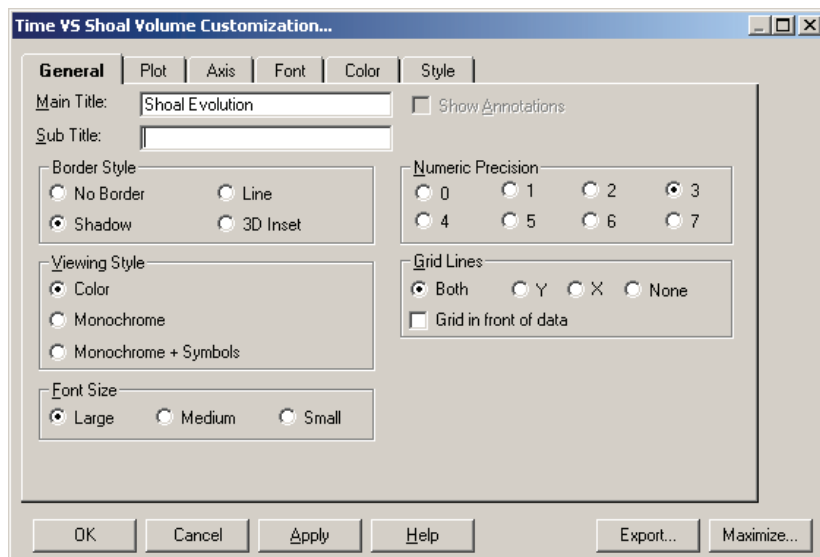 Time VS Shoal Volume Customization...
General Plot Axis Font Color Style
Main Title: Shoal Evolution Show Annotations
Sub Title:
Border Style
No Border Line
Shadow 3D Inset
Numeric Precision
0 1 2 3
4 5 6 7
Viewing Style
Color
Monochrome
Monochrome + Symbols
Grid Lines
Both Y X None
Grid in front of data
Font Size
Large Medium Small
OK Cancel Apply Help Export... Maximize...